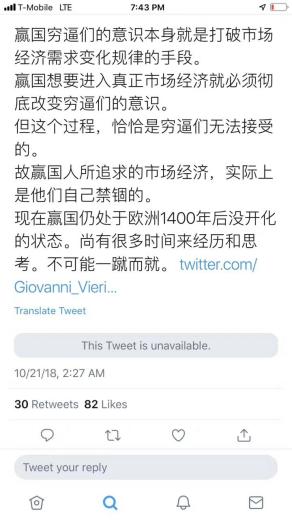 T-Mobile LTE 7:43 PM
赢国穷逼们的意识本身就是打破市场
经济需求变化规律的手段。
赢国想要进入真正市场经济就必须彻
底改变穷逼们的意识。
但这个过程，恰恰是穷逼们无法接受
的。
故赢国人所追求的市场经济，实际上
是他们自己禁锢的。
现在赢国仍处于欧洲1400年后没开化
的状态。尚有很多时间来经历和思
考。不可能一蹴而就。 twitter.com/
Giovanni_Vieri...
Translate Tweet
This Tweet is unavailable.
10/21/18, 2:27 AM
30 Retweets 82 Likes
Tweet your reply